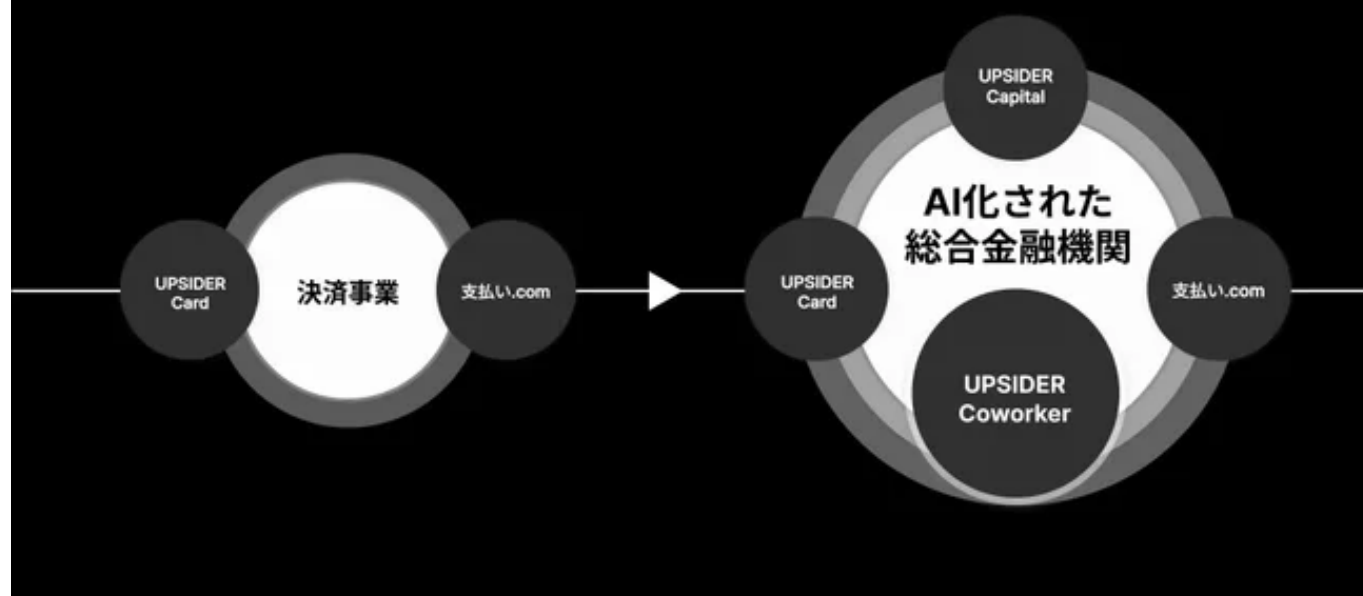 UPSIDER
Card
決済事業
支払い.com
UPSIDER
Capital
AI化された
総合金融機関
UPSIDER
Card
支払い.com
UPSIDER
Coworker